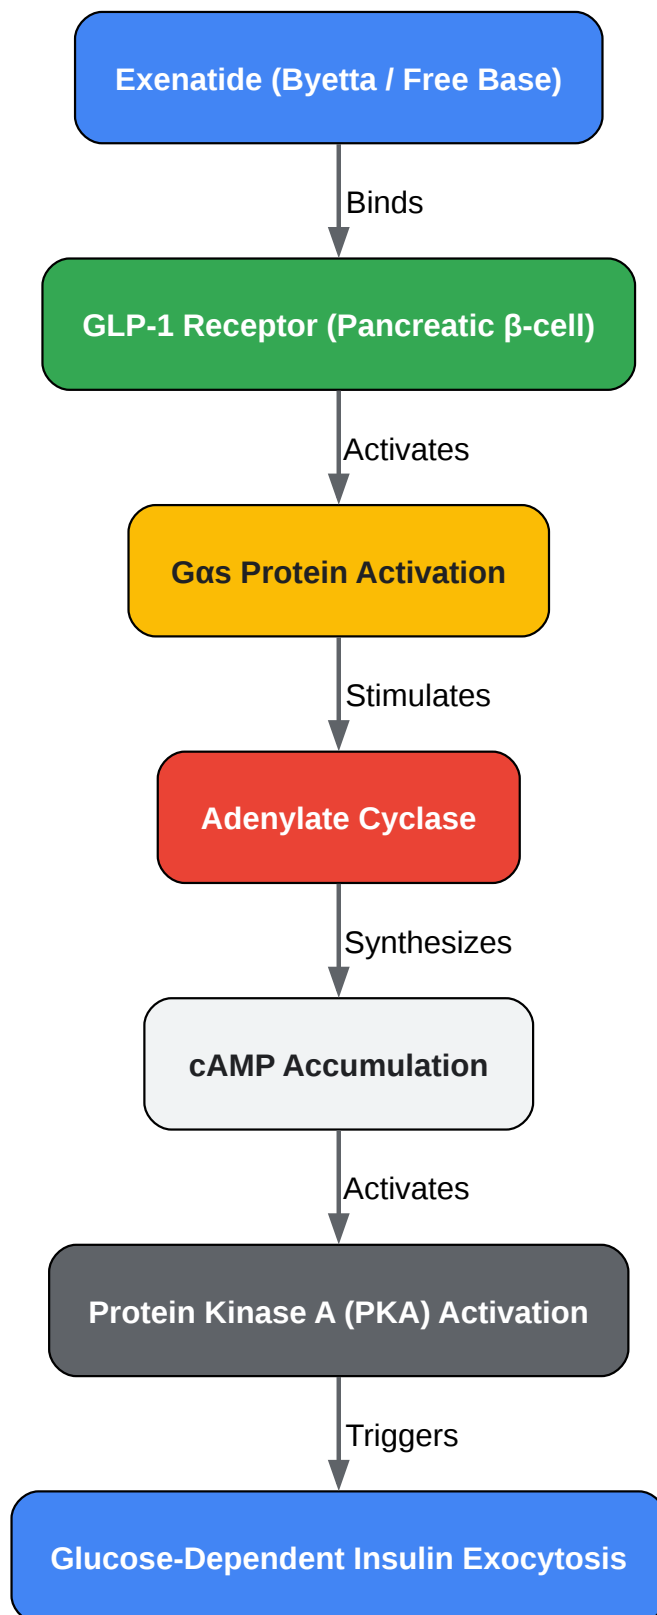 Exenatide (Byetta / Free Base)
Binds
GLP-1 Receptor (Pancreatic β-cell)
Activates
Gαs Protein Activation
Stimulates
Adenylate Cyclase
Synthesizes
cAMP Accumulation
Activates
Protein Kinase A (PKA) Activation
Triggers
Glucose-Dependent Insulin Exocytosis